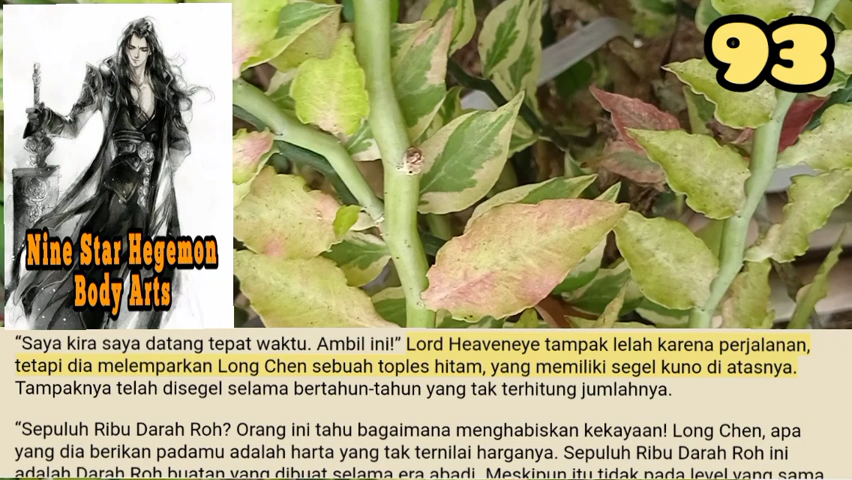 93
Nine Star Hegemon
Body Arts
“Saya kira saya datang tepat waktu. Ambil ini!” Lord Heaveneye tampak lelah karena perjalanan,
tetapi dia melemparkan Long Chen sebuah toples hitam, yang memiliki segel kuno di atasnya.
Tampaknya telah disegel selama bertahun-tahun yang tak terhitung jumlahnya.
“Sepuluh Ribu Darah Roh? Orang ini tahu bagaimana menghabiskan kekayaan! Long Chen, apa
yang dia berikan padamu adalah harta yang tak ternilai harganya. Sepuluh Ribu Darah Roh ini
adalah Darah Roh buatan yang dibuat selama era abadi. Meskipun itu tidak pada level yang sama